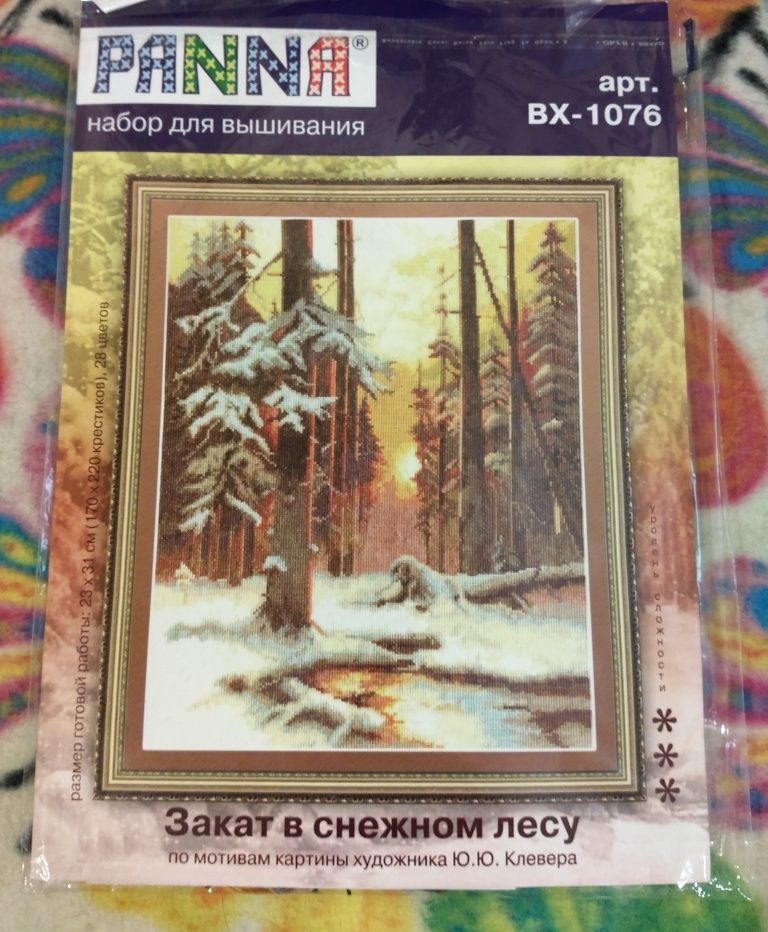 PANNA®
набор для вышивания
арт.
ВХ-1076
размер готовой работы: 23 х 31 см (170 х 220 крестиков), 28 цветов
уровень сложности
***
Закат в снежном лесу
по мотивам картины художника Ю.Ю. Клевера